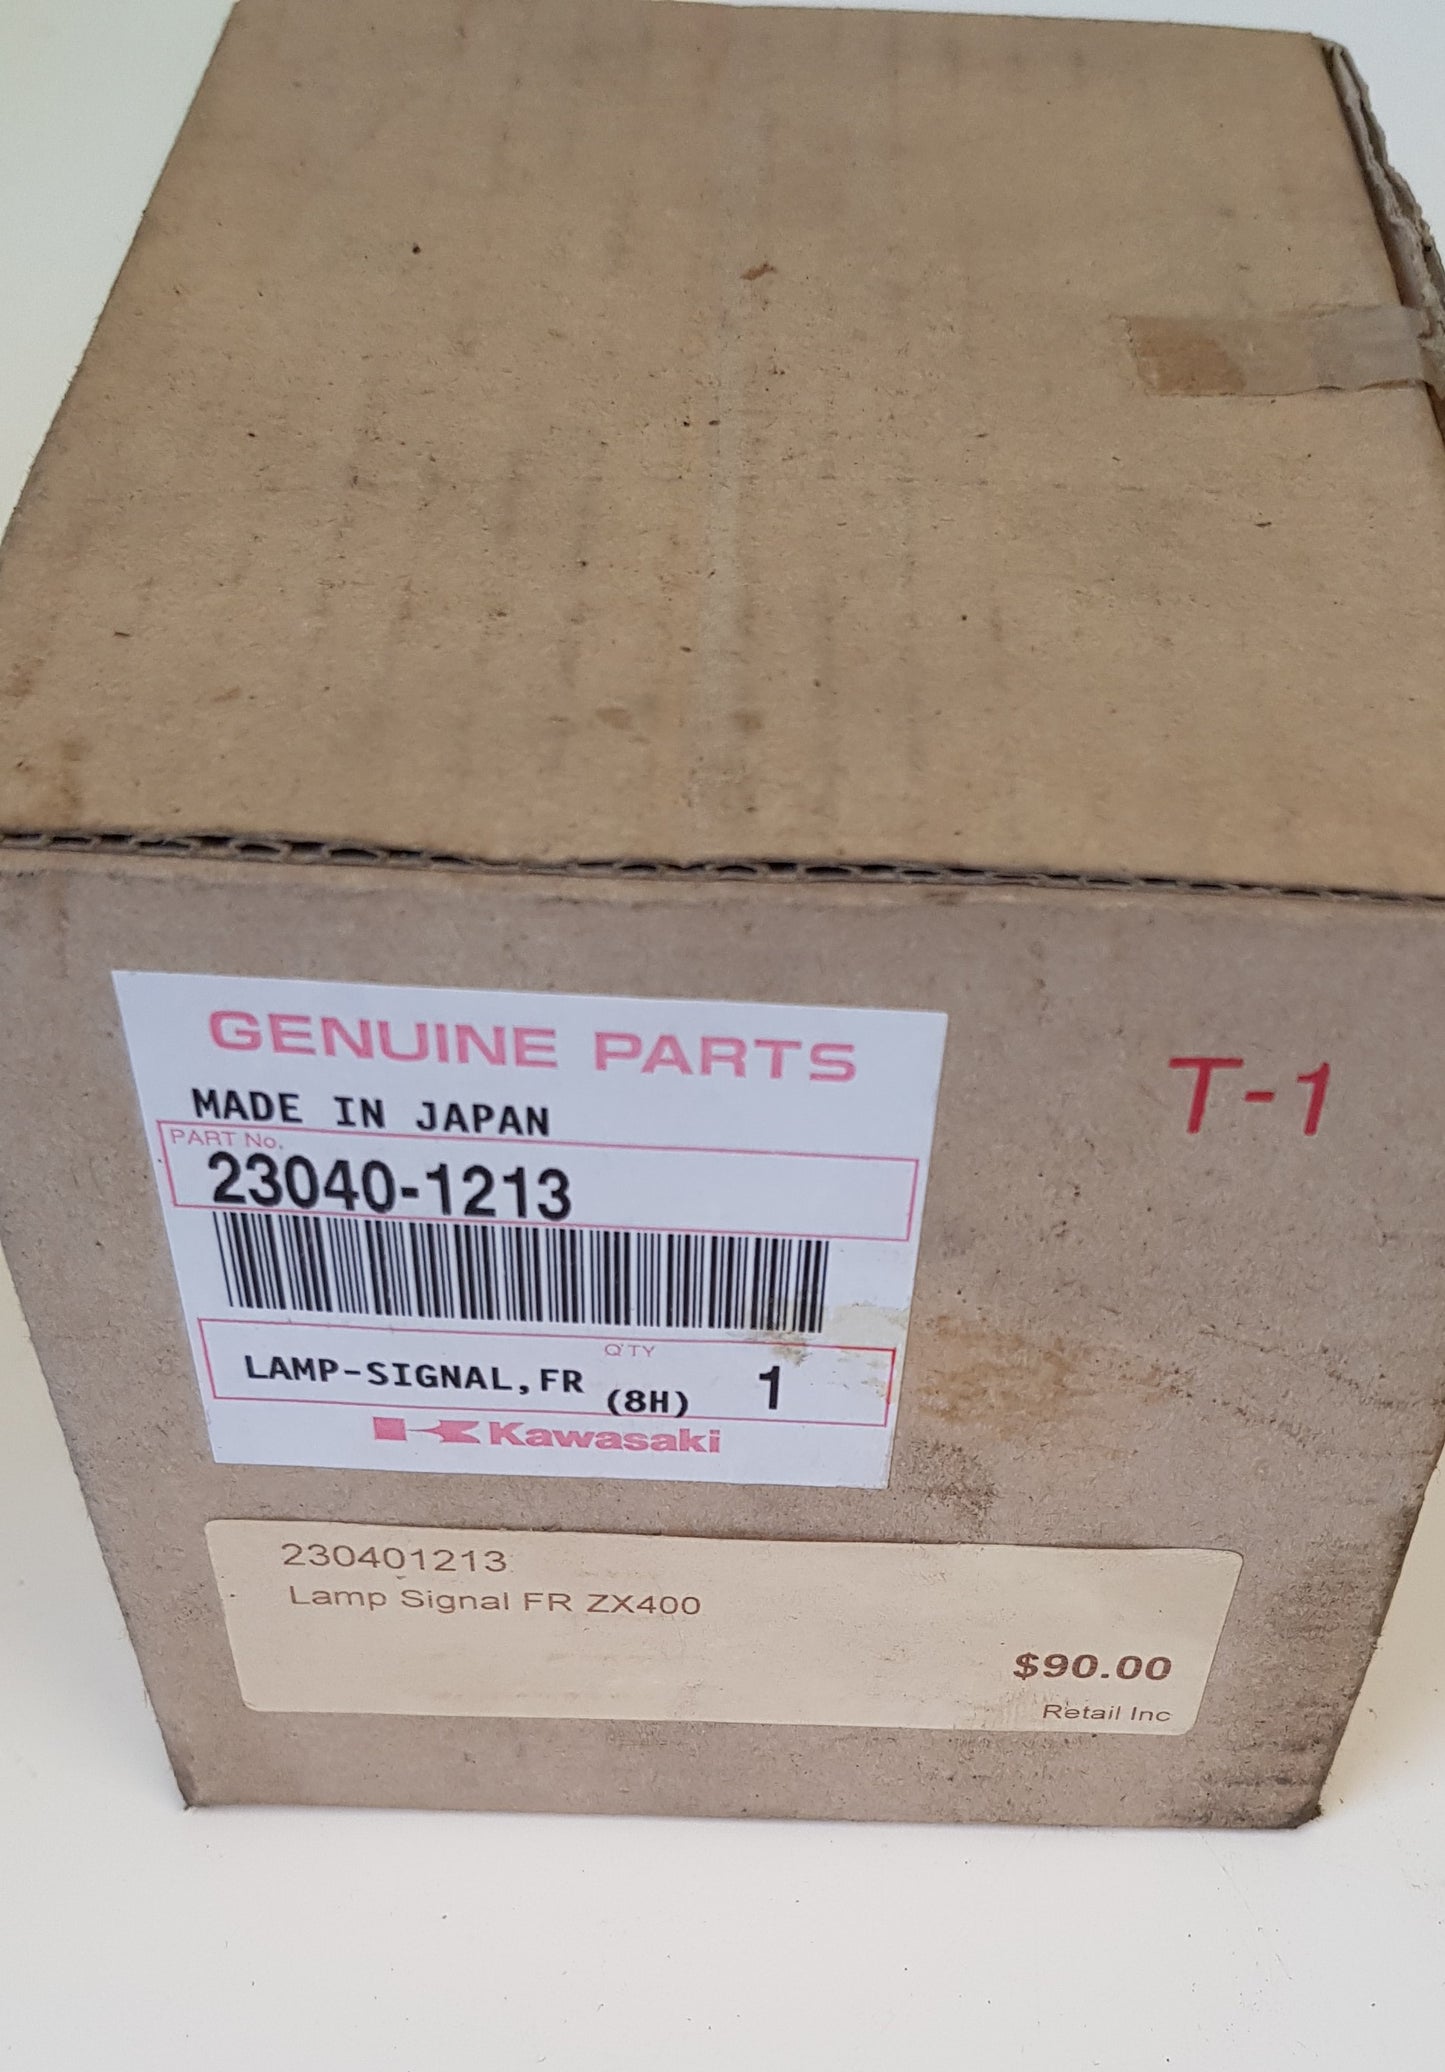 GENUINE PARTS
MADE IN JAPAN
T-1
PART No.
23040-1213
Q'TY
LAMP-SIGNAL,FR (8H) 1
Kawasaki
230401213
Lamp Signal FR ZX400
$90.00
Retail Inc